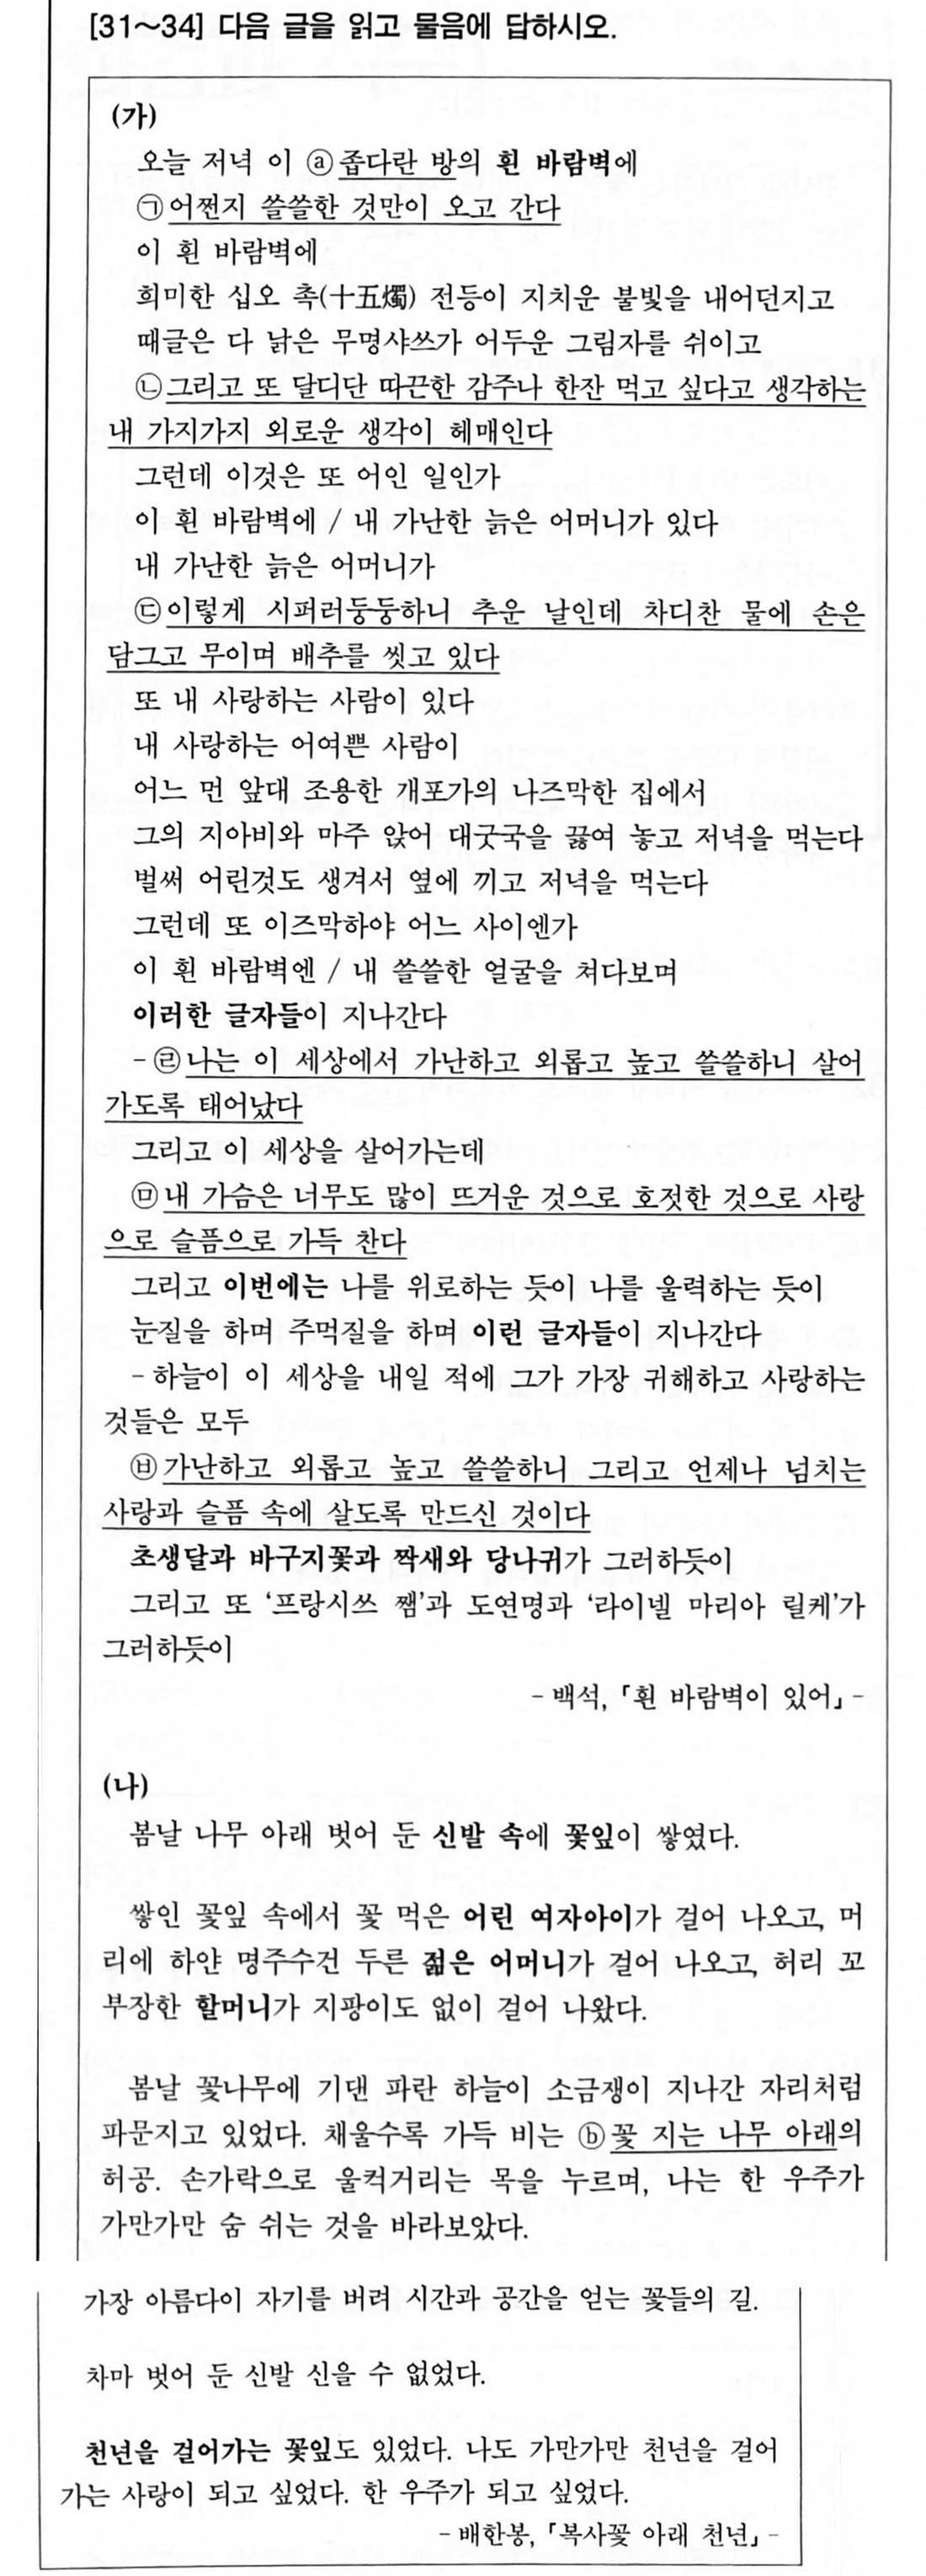 [31～34] 다음 글을 읽고 물음에 답하시오.
(가)
오늘 저녁 이 ⓐ좁다란 방의 흰 바람벽에
㉠어쩐지 쓸쓸한 것만이 오고 간다
이 흰 바람벽에
희미한 십오 촉(十五燭) 전등이 지치운 불빛을 내어던지고
때글은 다 낡은 무명샤쓰가 어두운 그림자를 쉬이고
㉡그리고 또 달디단 따끈한 감주나 한잔 먹고 싶다고 생각하는
내 가지가지 외로운 생각이 헤매인다
그런데 이것은 또 어인 일인가
이 흰 바람벽에 / 내 가난한 늙은 어머니가 있다
내 가난한 늙은 어머니가
㉢이렇게 시퍼러둥둥하니 추운 날인데 차디찬 물에 손은
담그고 무이며 배추를 씻고 있다
또 내 사랑하는 사람이 있다
내 사랑하는 어여쁜 사람이
어느 먼 앞대 조용한 개포가의 나즈막한 집에서
그의 지아비와 마주 앉어 대굿국을 끓여 놓고 저녁을 먹는다
벌써 어린것도 생겨서 옆에 끼고 저녁을 먹는다
그런데 또 이즈막하야 어느 사이엔가
이 흰 바람벽엔 / 내 쓸쓸한 얼굴을 쳐다보며
이러한 글자들이 지나간다
- ㉣나는 이 세상에서 가난하고 외롭고 높고 쓸쓸하니 살어
가도록 태어났다
그리고 이 세상을 살어가는데
㉤내 가슴은 너무도 많이 뜨거운 것으로 호젓한 것으로 사랑
으로 슬픔으로 가득 찬다
그리고 이번에는 나를 위로하는 듯이 나를 울력하는 듯이
눈질을 하며 주먹질을 하며 이런 글자들이 지나간다
- 하늘이 이 세상을 내일 적에 그가 가장 귀해하고 사랑하는
것들은 모두
㉥가난하고 외롭고 높고 쓸쓸하니 그리고 언제나 넘치는
사랑과 슬픔 속에 살도록 만드신 것이다
초생달과 바구지꽃과 짝새와 당나귀가 그러하듯이
그리고 또 ‘프랑시쓰 쨈’과 도연명과 ‘라이넬 마리아 릴케’가
그러하듯이
- 백석, 「흰 바람벽이 있어」 -
(나)
봄날 나무 아래 벗어 둔 신발 속에 꽃잎이 쌓였다.
쌓인 꽃잎 속에서 꽃 먹은 어린 여자아이가 걸어 나오고, 머
리에 하얀 명주수건 두른 젊은 어머니가 걸어 나오고, 허리 꼬
부장한 할머니가 지팡이도 없이 걸어 나왔다.
봄날 꽃나무에 기댄 파란 하늘이 소금쟁이 지나간 자리처럼
파문지고 있었다. 채울수록 가득 비는 ⓑ꽃 지는 나무 아래의
허공. 손가락으로 울컥거리는 목을 누르며, 나는 한 우주가
가만가만 숨 쉬는 것을 바라보았다.
가장 아름다이 자기를 버려 시간과 공간을 얻는 꽃들의 길.
차마 벗어 둔 신발 신을 수 없었다.
천년을 걸어가는 꽃잎도 있었다. 나도 가만가만 천년을 걸어
가는 사랑이 되고 싶었다. 한 우주가 되고 싶었다.
- 배한봉, 「복사꽃 아래 천년」 -